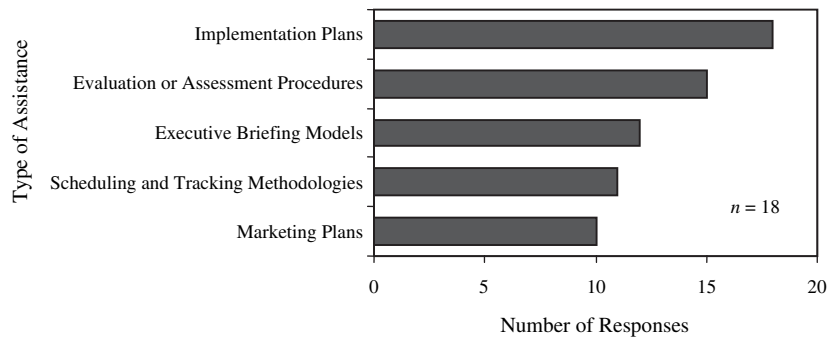 Type of Assistance
Implementation Plans
Evaluation or Assessment Procedures
Executive Briefing Models
Scheduling and Tracking Methodologies
Marketing Plans
n = 18
0 5 10 15 20
Number of Responses